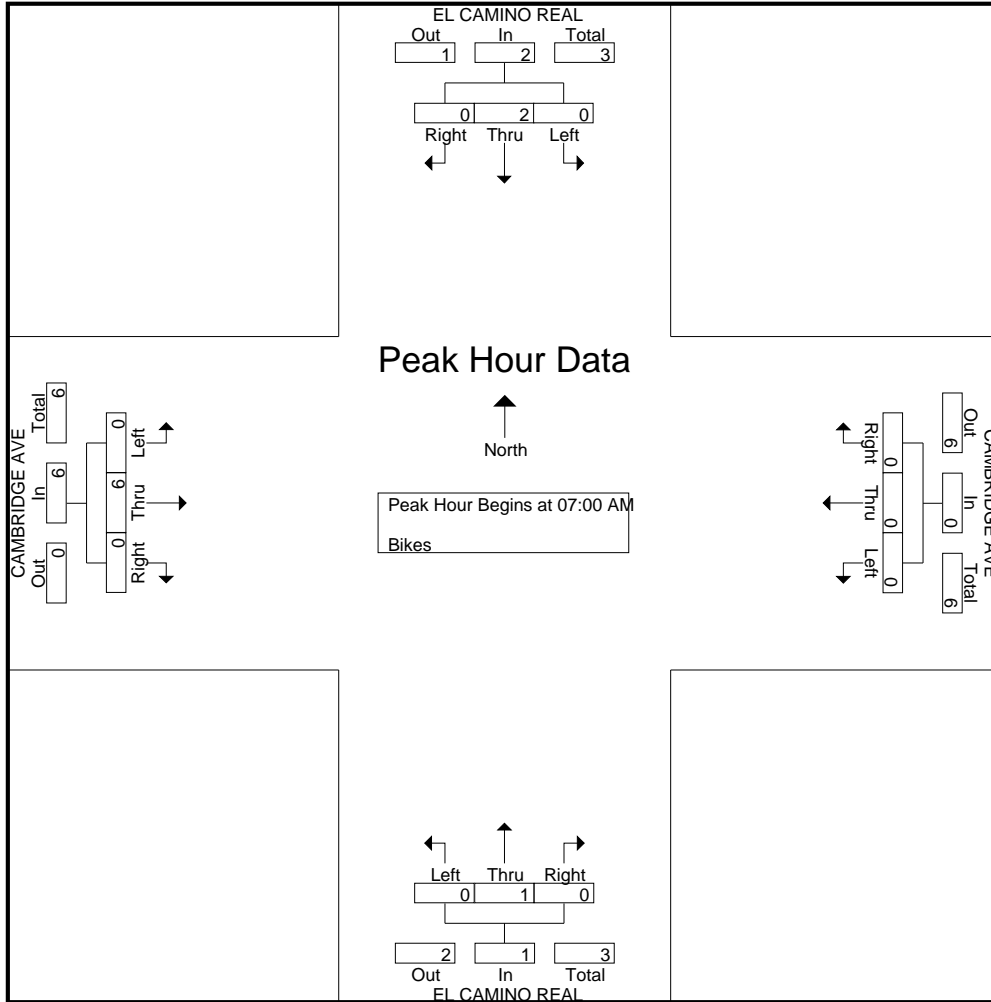 EL CAMINO REAL
Out In Total
1 2 3
0 2 0
Right Thru Left
Peak Hour Data
North
Peak Hour Begins at 07:00 AM
Bikes
CAMBRIDGE AVE
Out In Total
0 6 6
0 6 0
Left Thru Right
Right Thru Left
0 0 0
6 0 6
Out In Total
CAMBRIDGE AVE
Left Thru Right
0 1 0
2 1 3
Out In Total
EL CAMINO REAL